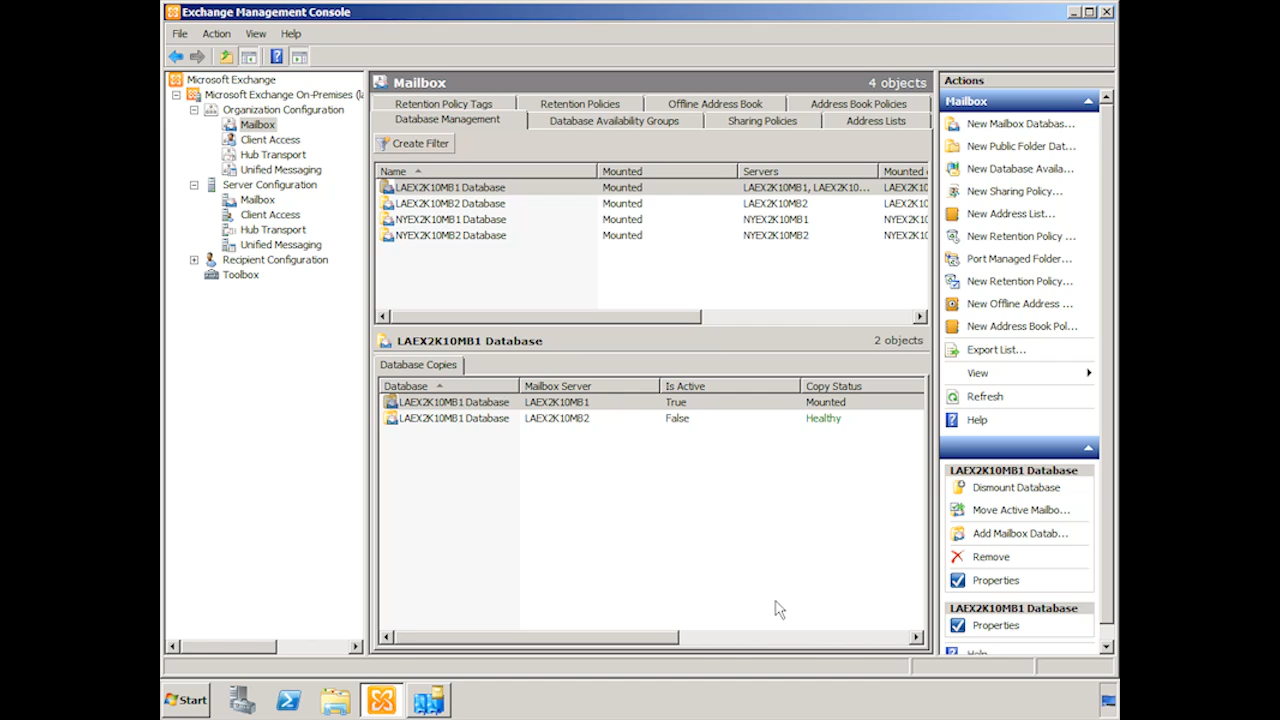 Exchange Management Console
File Action View Help
Microsoft Exchange
Microsoft Exchange On-Premises (l
Organization Configuration
Mailbox
Client Access
Hub Transport
Unified Messaging
Server Configuration
Mailbox
Client Access
Hub Transport
Unified Messaging
Recipient Configuration
Toolbox
Mailbox 4 objects
Retention Policy Tags Retention Policies Offline Address Book Address Book Policies
Database Management Database Availability Groups Sharing Policies Address Lists
Create Filter
Name Mounted Servers Mounted
LAEX2K10MB1 Database Mounted LAEX2K10MB1, LAEX2K10... LAEX2K10
LAEX2K10MB2 Database Mounted LAEX2K10MB2 LAEX2K10
NYEX2K10MB1 Database Mounted NYEX2K10MB1 NYEX2K10
NYEX2K10MB2 Database Mounted NYEX2K10MB2 NYEX2K10
LAEX2K10MB1 Database 2 objects
Database Copies
Database Mailbox Server Is Active Copy Status
LAEX2K10MB1 Database LAEX2K10MB1 True Mounted
LAEX2K10MB1 Database LAEX2K10MB2 False Healthy
Actions
Mailbox
New Mailbox Databas...
New Public Folder Dat...
New Database Availa...
New Sharing Policy...
New Address List...
New Retention Policy ...
Port Managed Folder...
New Retention Policy...
New Offline Address ...
New Address Book Pol...
Export List...
View
Refresh
Help
LAEX2K10MB1 Database
Dismount Database
Move Active Mailbo...
Add Mailbox Datab...
Remove
Properties
LAEX2K10MB1 Database
Properties
Help
Start